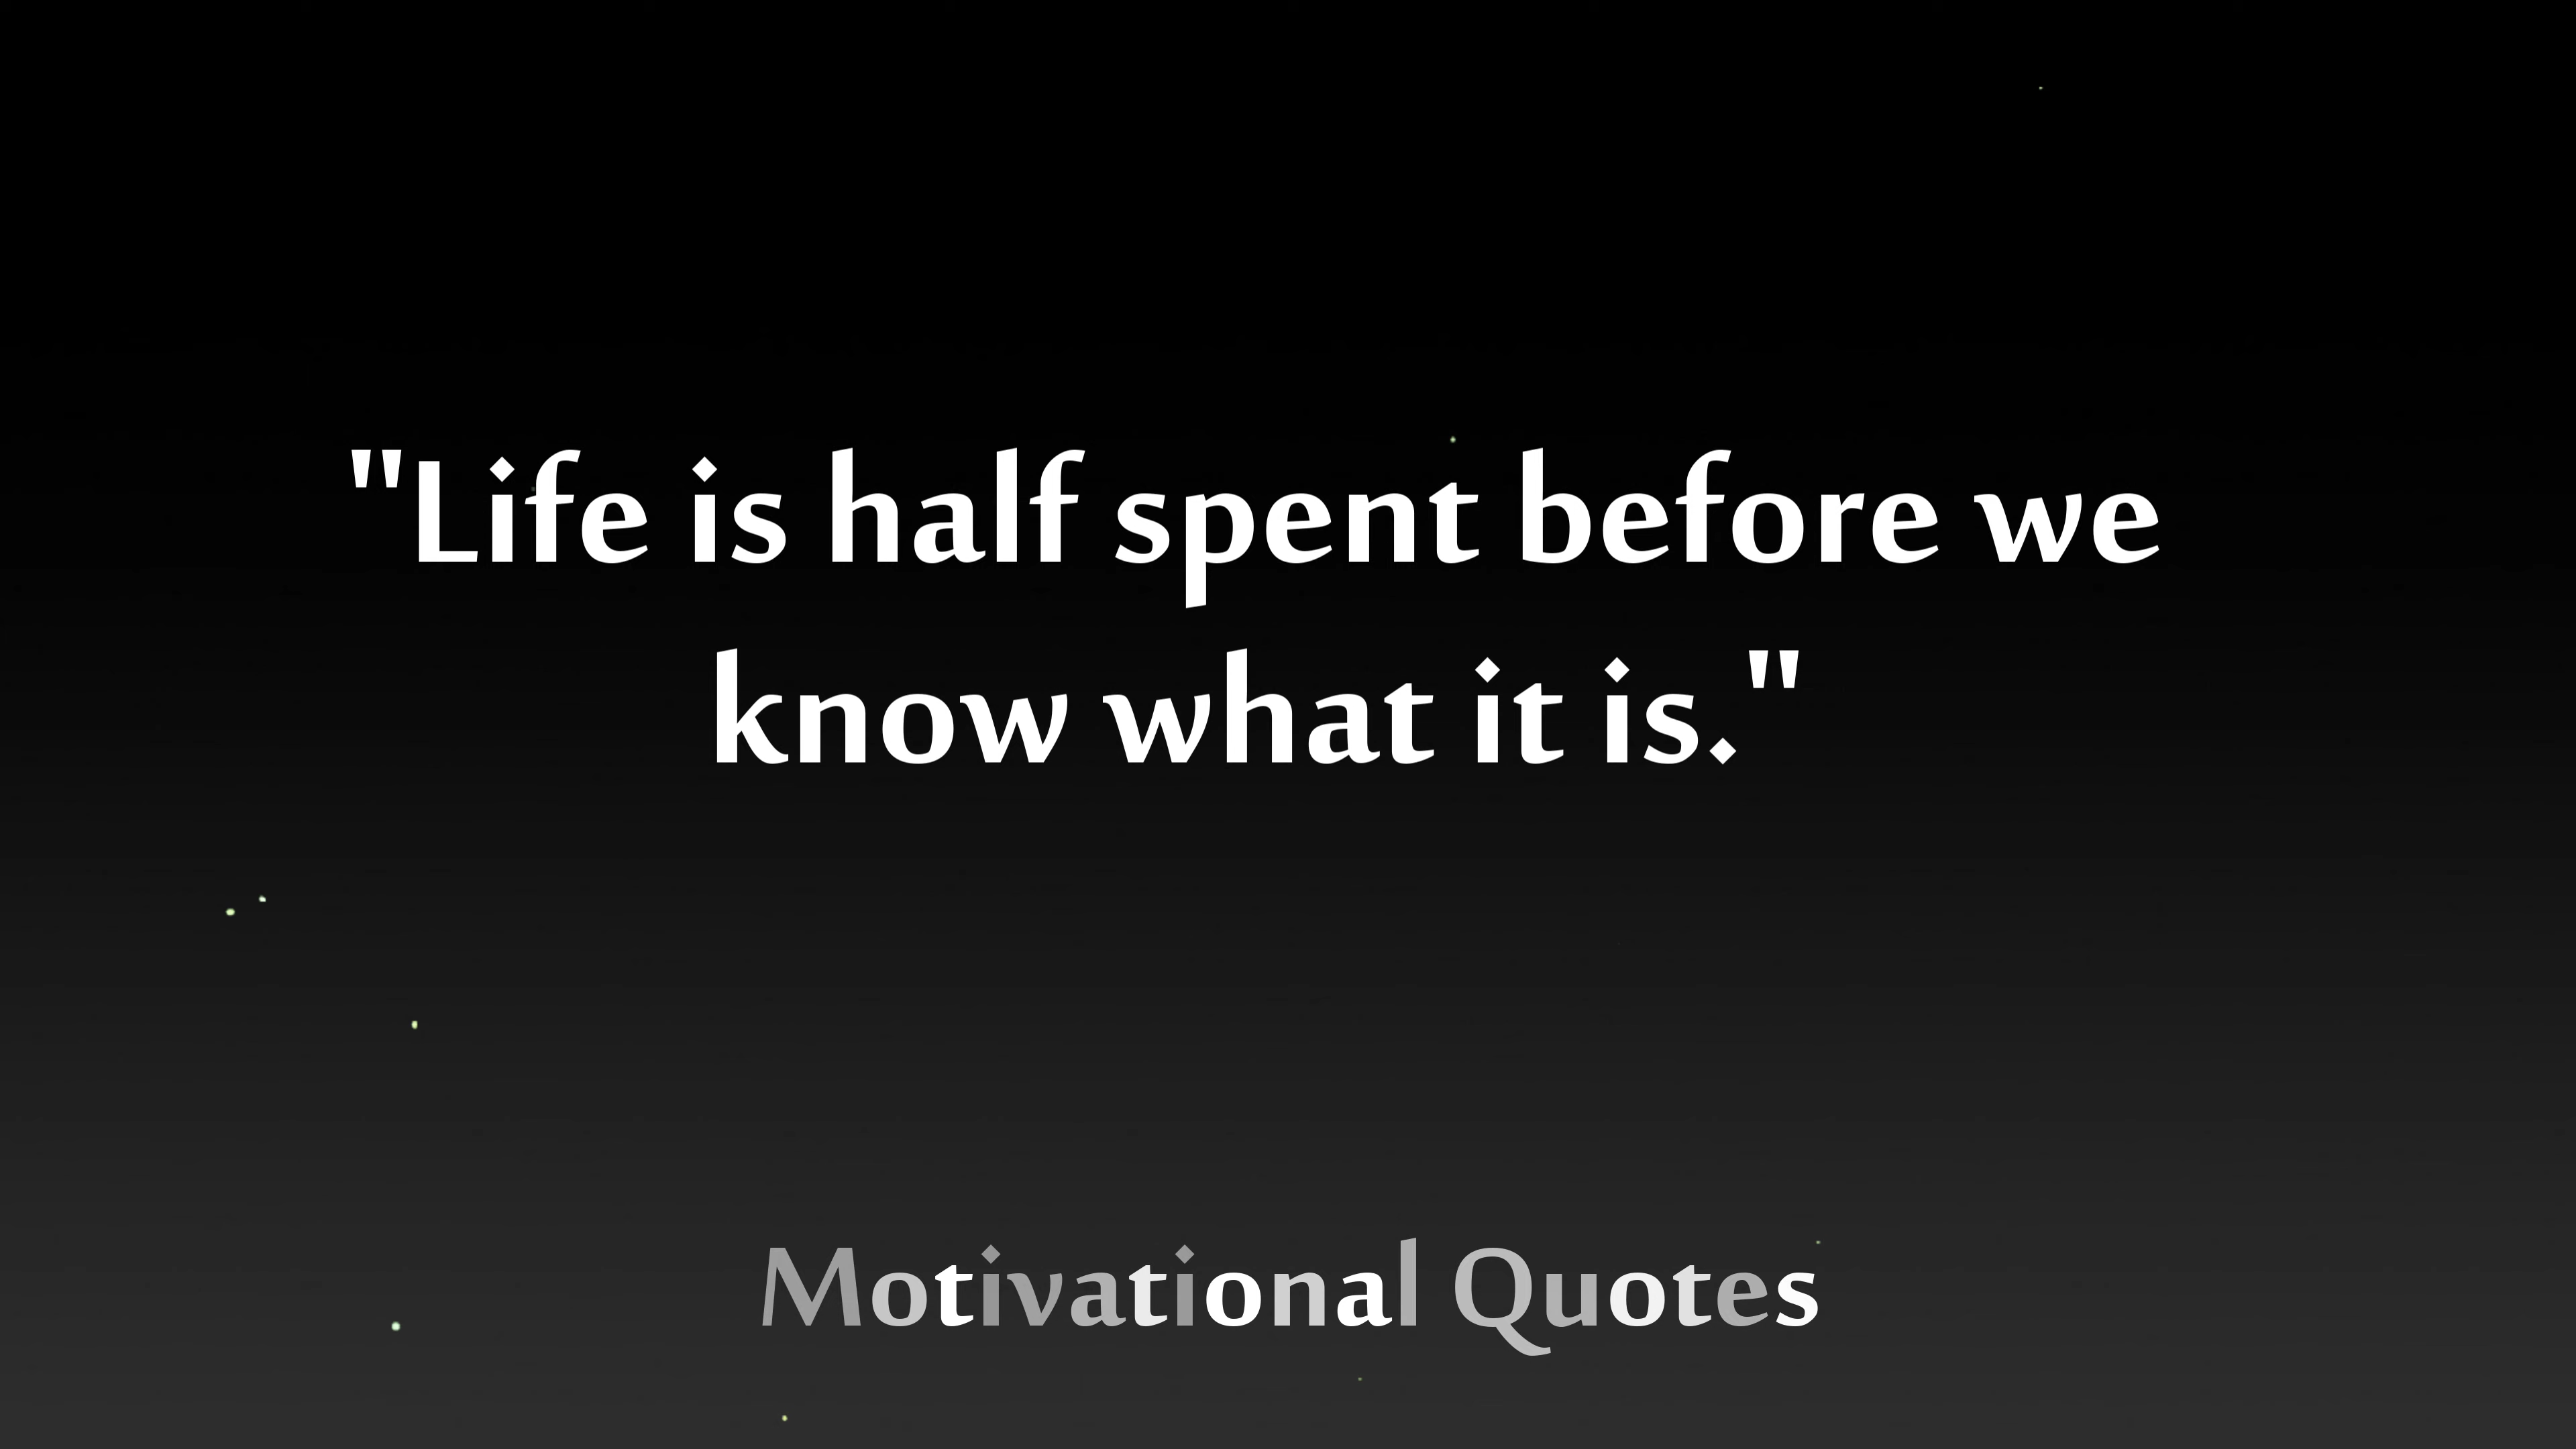 "Life is half spent before we
know what it is."
Motivational Quotes